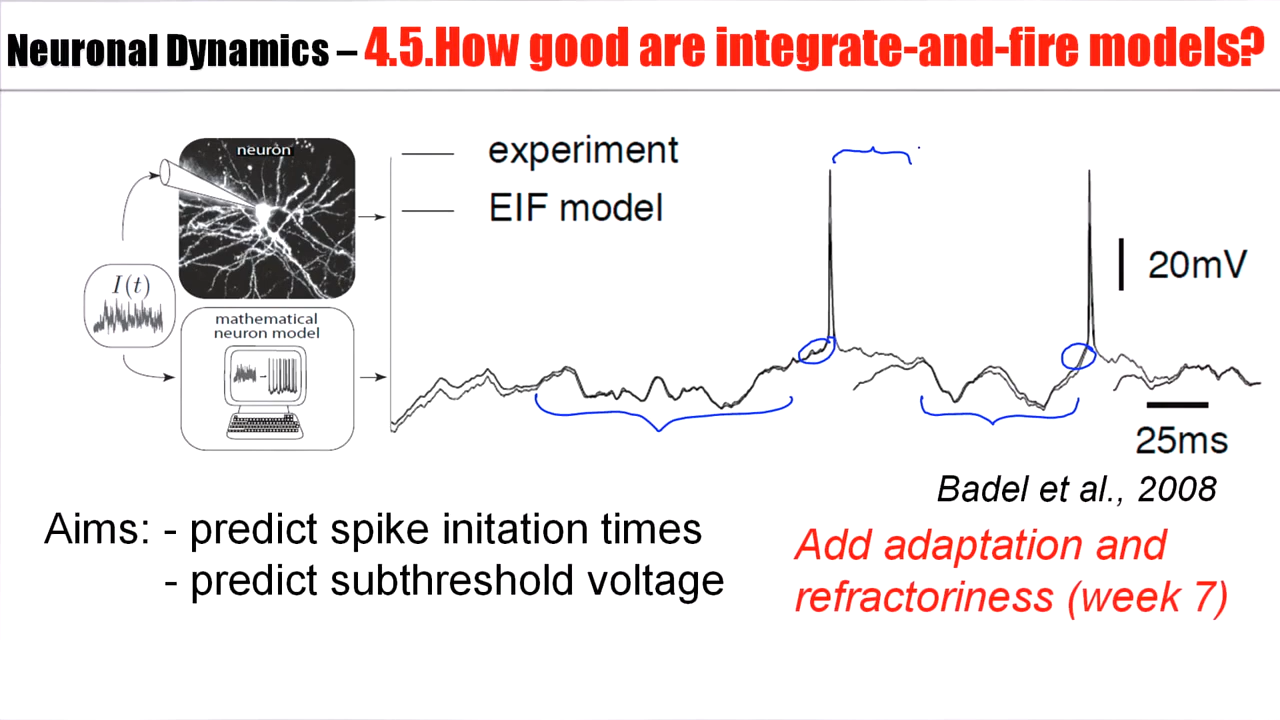 Neuronal Dynamics – 4.5.How good are integrate-and-fire models?
neuron
experiment
EIF model
I(t)
mathematical
neuron model
20mV
25ms
Badel et al., 2008
Aims: - predict spike initation times
- predict subthreshold voltage
Add adaptation and
refractoriness (week 7)